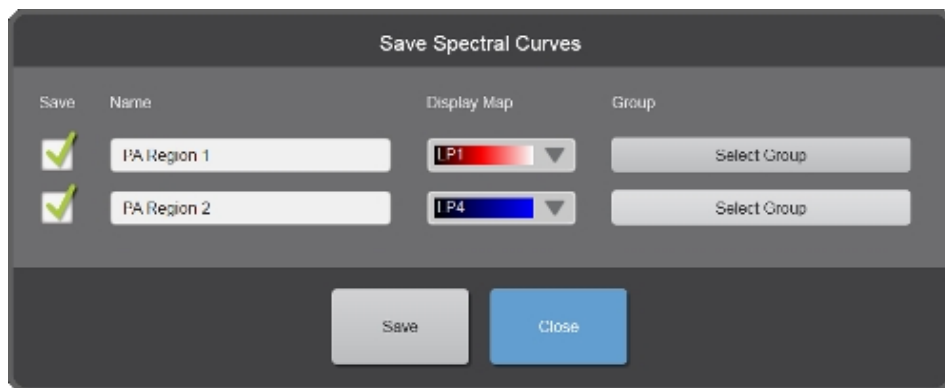 Save Spectral Curves
Save Name Display Map Group
PA Region 1 LP1 Select Group
PA Region 2 LP4 Select Group
Save Close